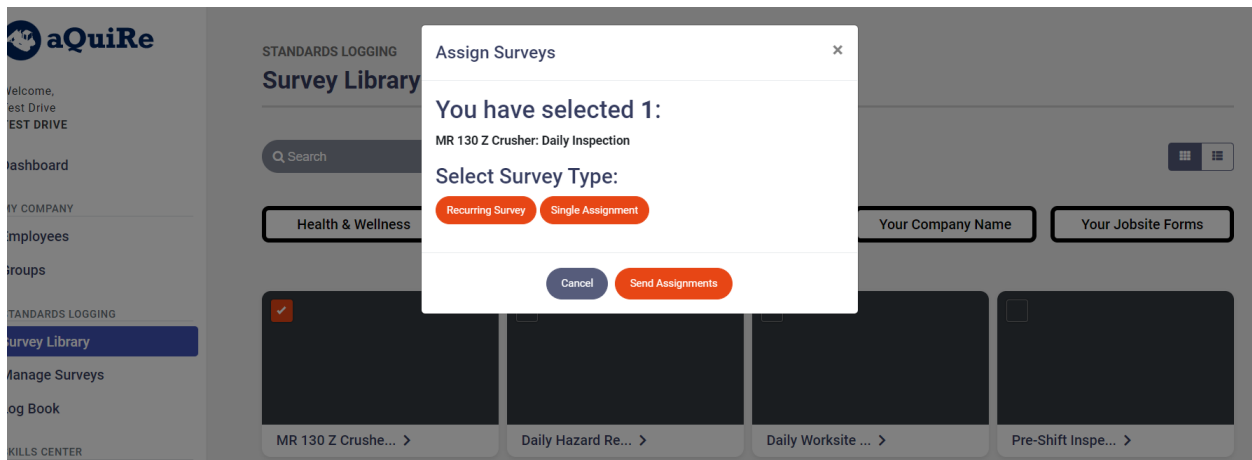 aQuiRe
Welcome,
Test Drive
TEST DRIVE
Dashboard
MY COMPANY
Employees
Groups
STANDARDS LOGGING
Survey Library
Manage Surveys
Log Book
SKILLS CENTER
STANDARDS LOGGING
Survey Library
Search
Health & Wellness
Your Company Name
Your Jobsite Forms
Assign Surveys
×
You have selected 1:
MR 130 Z Crusher: Daily Inspection
Select Survey Type:
Recurring Survey Single Assignment
Cancel Send Assignments
MR 130 Z Crushe... >
Daily Hazard Re... >
Daily Worksite ... >
Pre-Shift Inspe... >